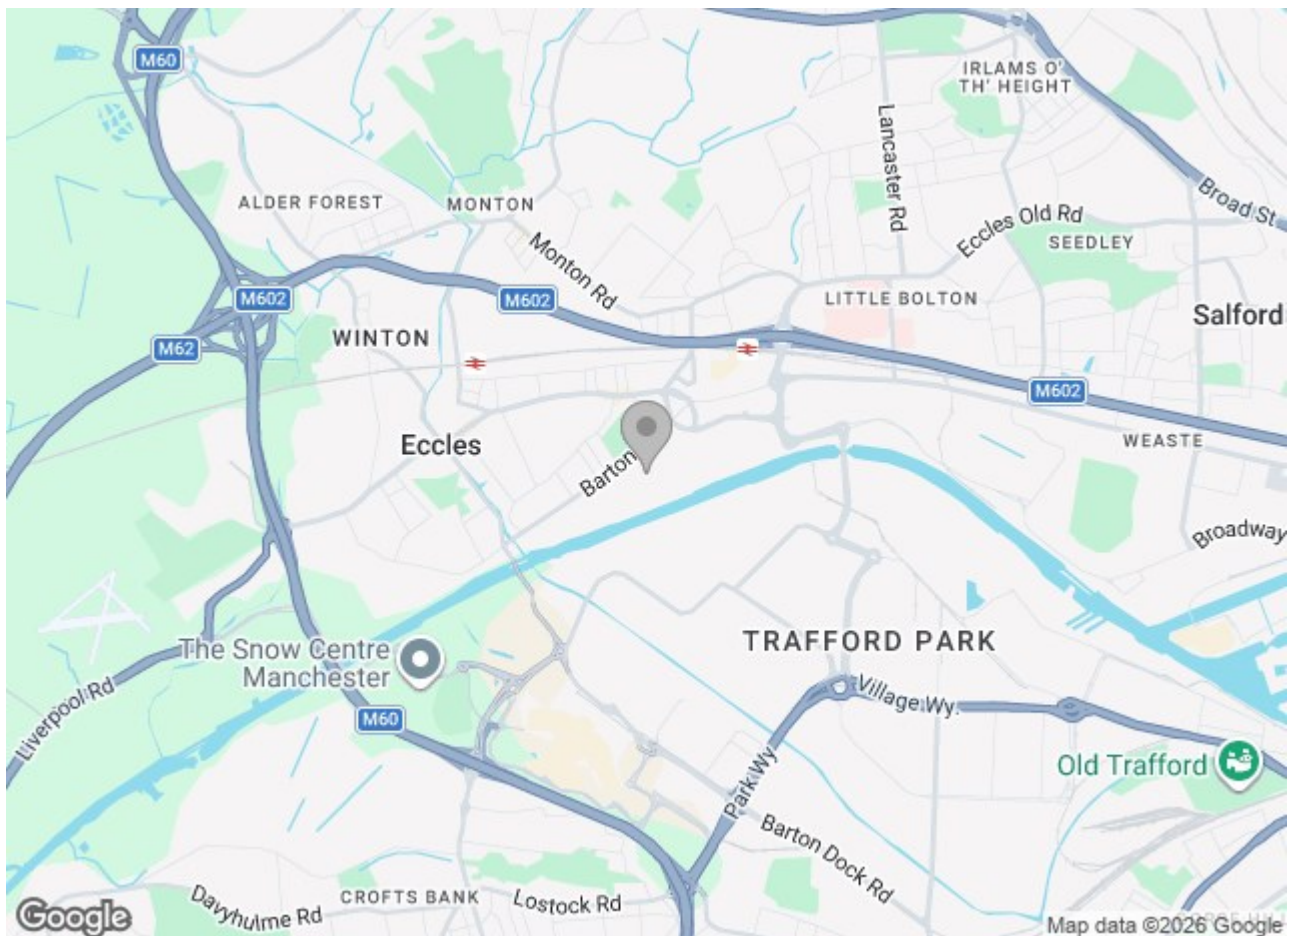 M60
IRLAMS O'
TH' HEIGHT
Lancaster Rd
Broad St
ALDER FOREST
MONTON
Eccles Old Rd
SEEDLEY
Monton Rd
M602
M602
LITTLE BOLTON
Salford
WINTON
M62
M602
Eccles
WEASTE
Barton
Broadway
TRAFFORD PARK
The Snow Centre
Manchester
Liverpool Rd
M60
Village Wy.
Old Trafford
Park Wy
Barton Dock Rd
CROFTS BANK
Lostock Rd
Davyhulme Rd
Google
Map data ©2026 Google